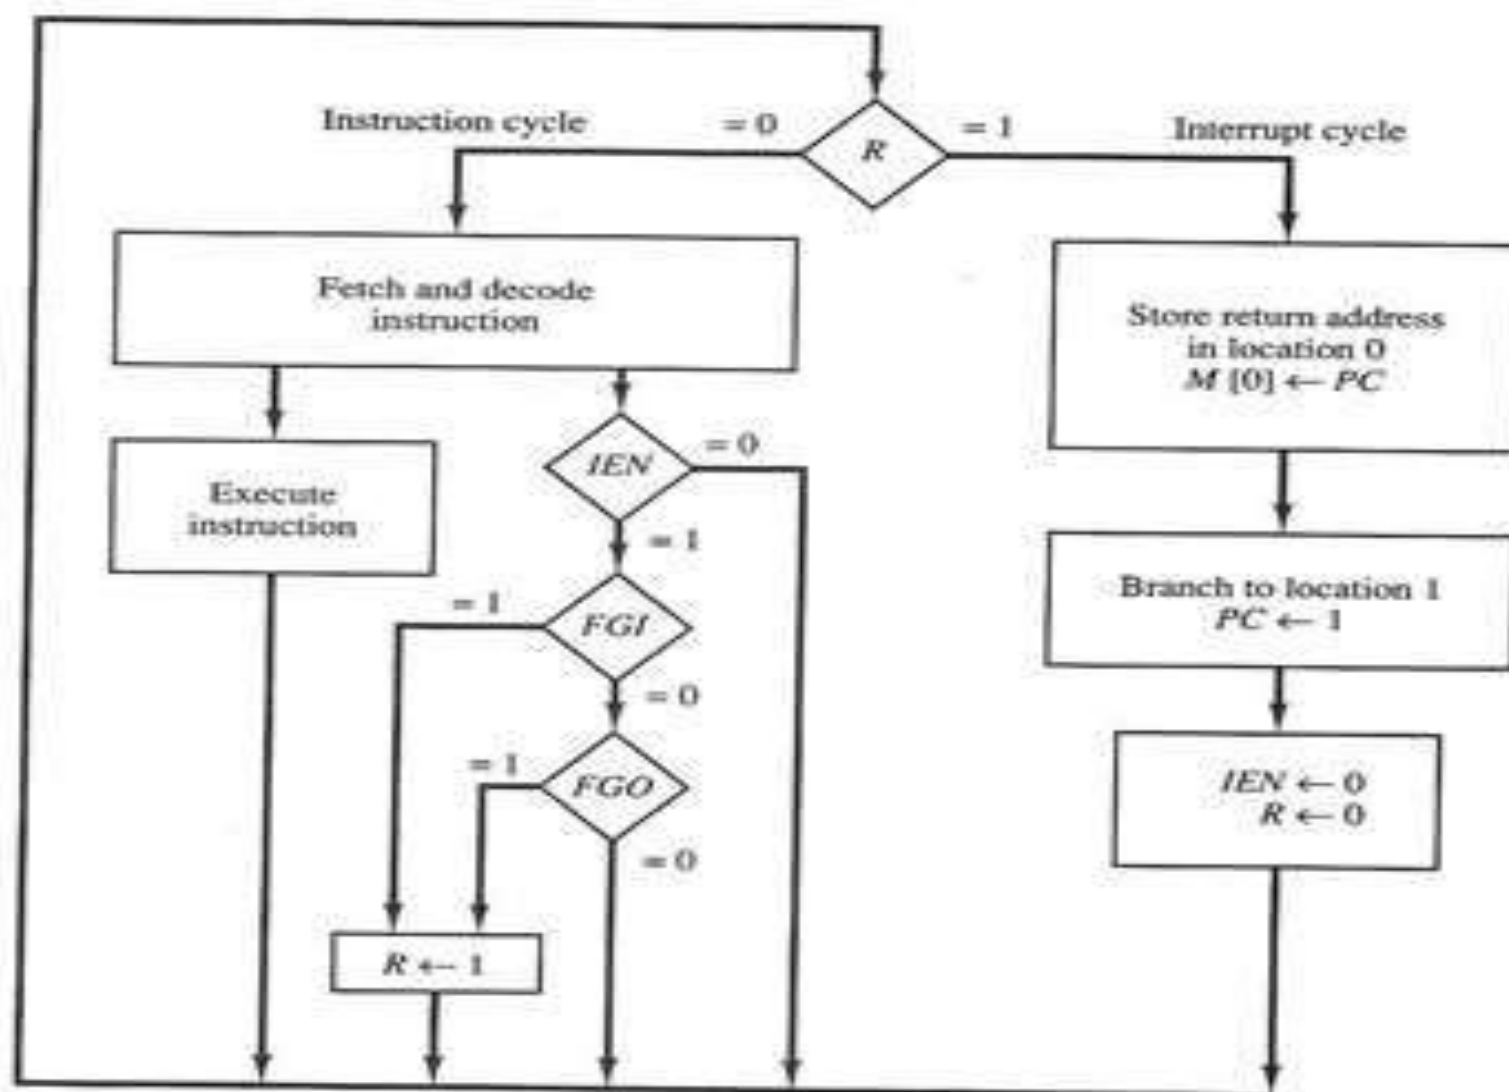 Instruction cycle
= 0
R
= 1
Interrupt cycle
Fetch and decode
instruction
Store return address
in location 0
M [0] ← PC
Execute
instruction
IEN
= 0
= 1
Branch to location 1
PC ← 1
= 1
FGI
= 0
= 1
FGO
= 0
IEN ← 0
R ← 0
R ← 1